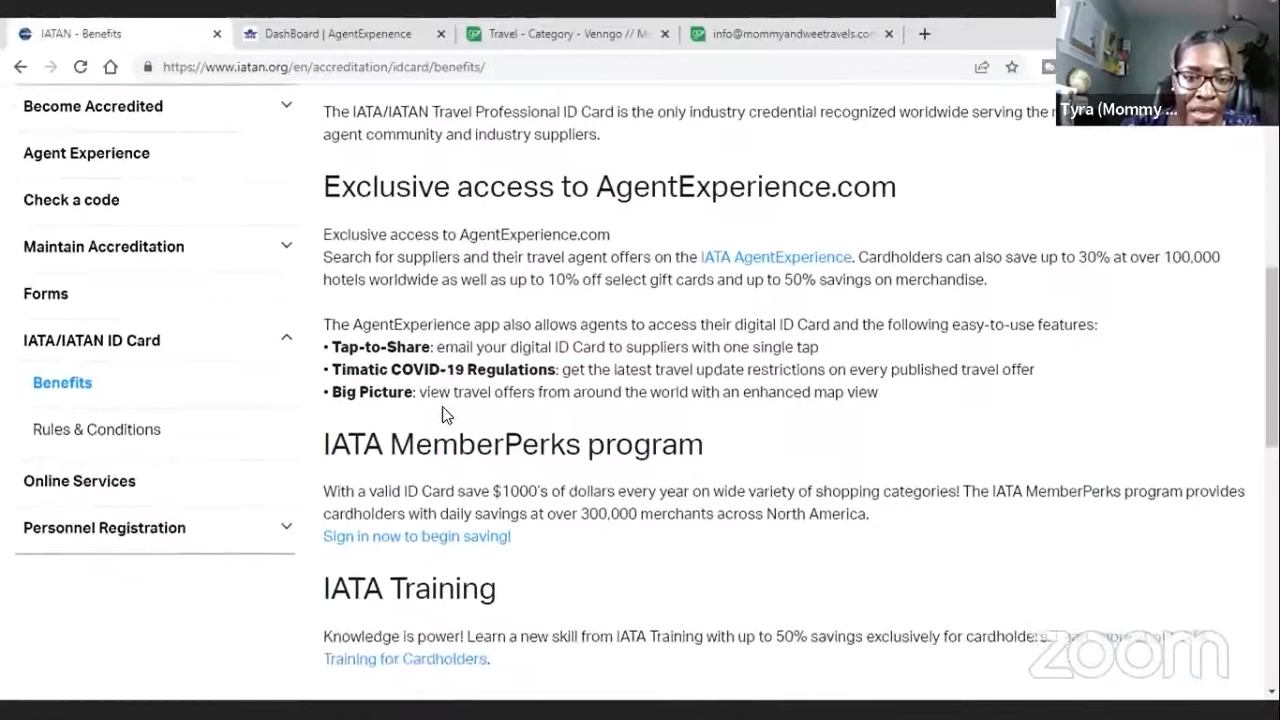 IATAN - Benefits
DashBoard | AgentExperience
Travel - Category - Venngo // M
info@mommyandweetravels.co
https://www.iatan.org/en/accreditation/idcard/benefits/
Tyra (Mommy ...
Become Accredited
Agent Experience
Check a code
Maintain Accreditation
Forms
IATA/IATAN ID Card
Benefits
Rules & Conditions
Online Services
Personnel Registration
The IATA/IATAN Travel Professional ID Card is the only industry credential recognized worldwide serving the
agent community and industry suppliers.
Exclusive access to AgentExperience.com
Exclusive access to AgentExperience.com
Search for suppliers and their travel agent offers on the IATA AgentExperience. Cardholders can also save up to 30% at over 100,000
hotels worldwide as well as up to 10% off select gift cards and up to 50% savings on merchandise.
The AgentExperience app also allows agents to access their digital ID Card and the following easy-to-use features:
• Tap-to-Share: email your digital ID Card to suppliers with one single tap
• Timatic COVID-19 Regulations: get the latest travel update restrictions on every published travel offer
• Big Picture: view travel offers from around the world with an enhanced map view
IATA MemberPerks program
With a valid ID Card save $1000's of dollars every year on wide variety of shopping categories! The IATA MemberPerks program provides
cardholders with daily savings at over 300,000 merchants across North America.
Sign in now to begin saving!
IATA Training
Knowledge is power! Learn a new skill from IATA Training with up to 50% savings exclusively for cardholders.
Training for Cardholders.
zoom